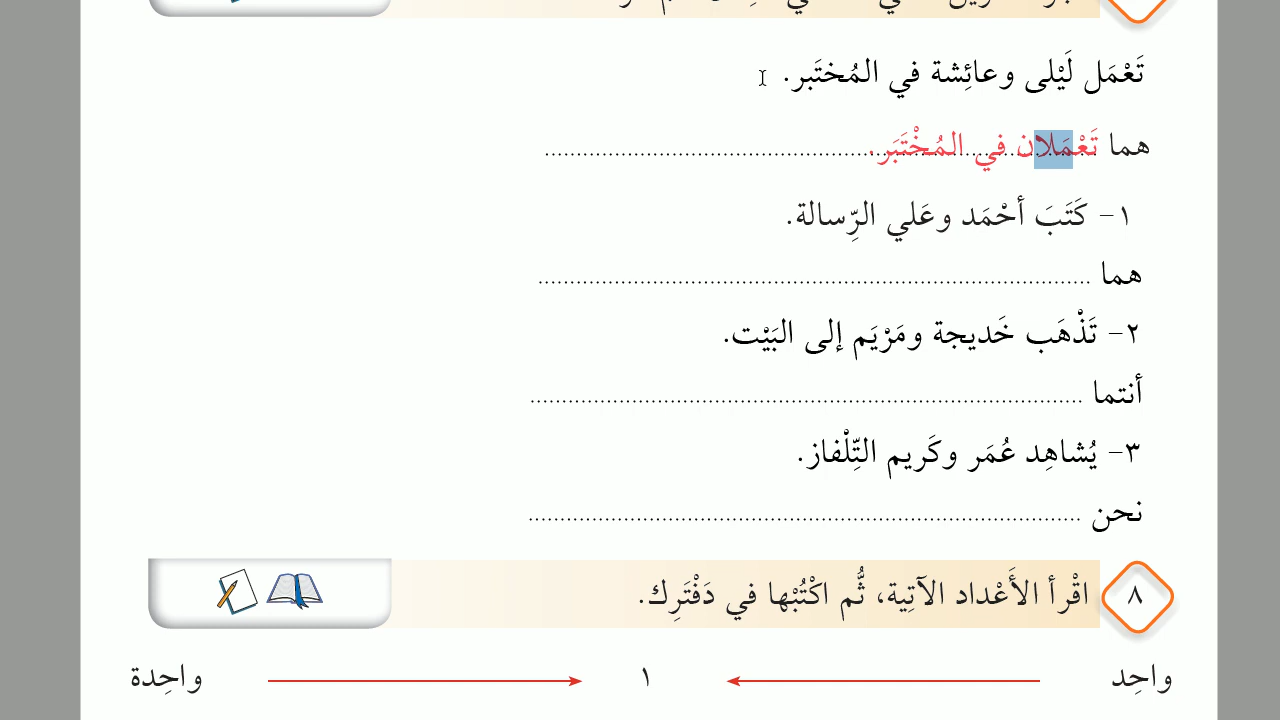 تَعْمَل لَيْلى وعائِشة في المُختَبر.
هما تَعْمَلان في المُخْتَبَر.
١- كَتَبَ أحْمَد وعَلي الرِّسالة.
هما ............
٢- تَذْهَب خَديجة ومَرْيَم إلى البَيْت.
أنتما ............
٣- يُشاهِد عُمَر وكَريم التِّلْفاز.
نحن ............
٨ اقْرأ الأَعْداد الآتِية، ثُّم اكْتُبْها في دَفْتَرِك.
واحِد ١ واحِدة